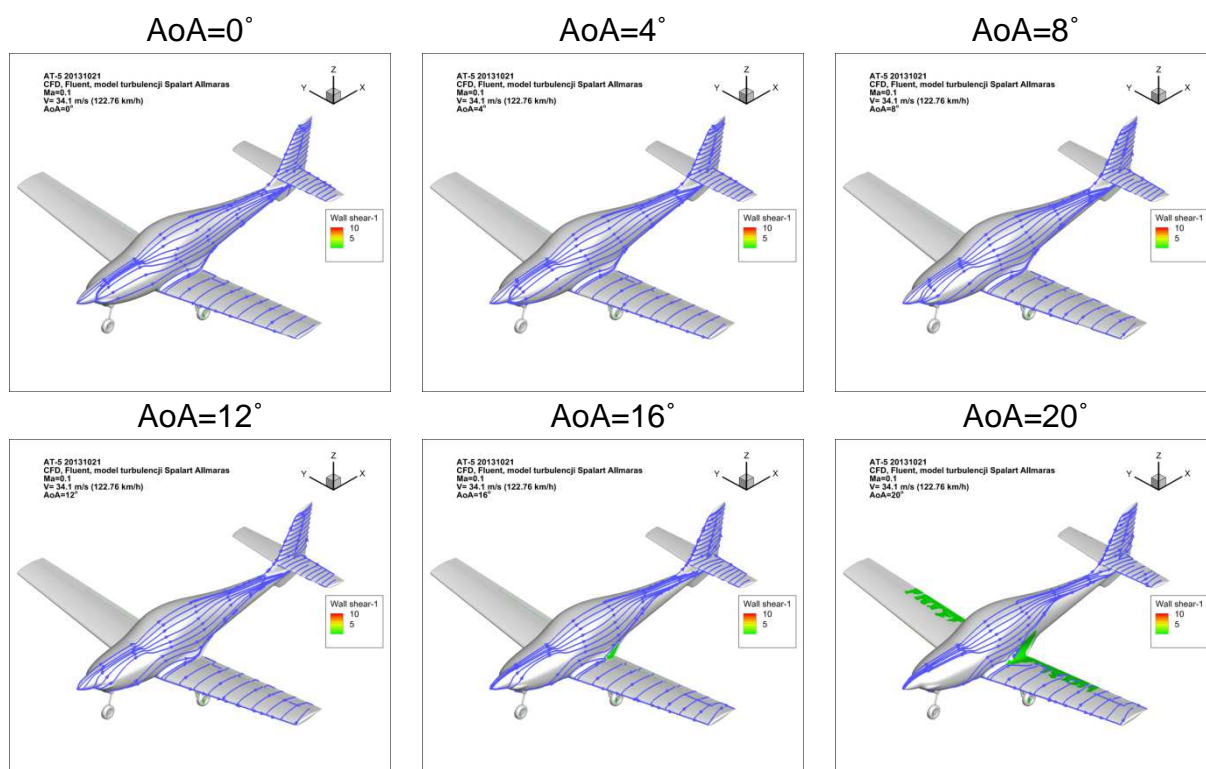 AoA=0° AoA=4° AoA=8°
AT-5 20131021
CFD, Fluent, model turbulencji Spalart Allmaras
Ma=0.1
V= 34.1 m/s (122.76 km/h)
AoA=0°
Z
Y X
Wall shear-1
10
5
AT-5 20131021
CFD, Fluent, model turbulencji Spalart Allmaras
Ma=0.1
V= 34.1 m/s (122.76 km/h)
AoA=4°
Z
Y X
Wall shear-1
10
5
AT-5 20131021
CFD, Fluent, model turbulencji Spalart Allmaras
Ma=0.1
V= 34.1 m/s (122.76 km/h)
AoA=8°
Z
Y X
Wall shear-1
10
5
AoA=12° AoA=16° AoA=20°
AT-5 20131021
CFD, Fluent, model turbulencji Spalart Allmaras
Ma=0.1
V= 34.1 m/s (122.76 km/h)
AoA=12°
Z
Y X
Wall shear-1
10
5
AT-5 20131021
CFD, Fluent, model turbulencji Spalart Allmaras
Ma=0.1
V= 34.1 m/s (122.76 km/h)
AoA=16°
Z
Y X
Wall shear-1
10
5
AT-5 20131021
CFD, Fluent, model turbulencji Spalart Allmaras
Ma=0.1
V= 34.1 m/s (122.76 km/h)
AoA=20°
Z
Y X
Wall shear-1
10
5